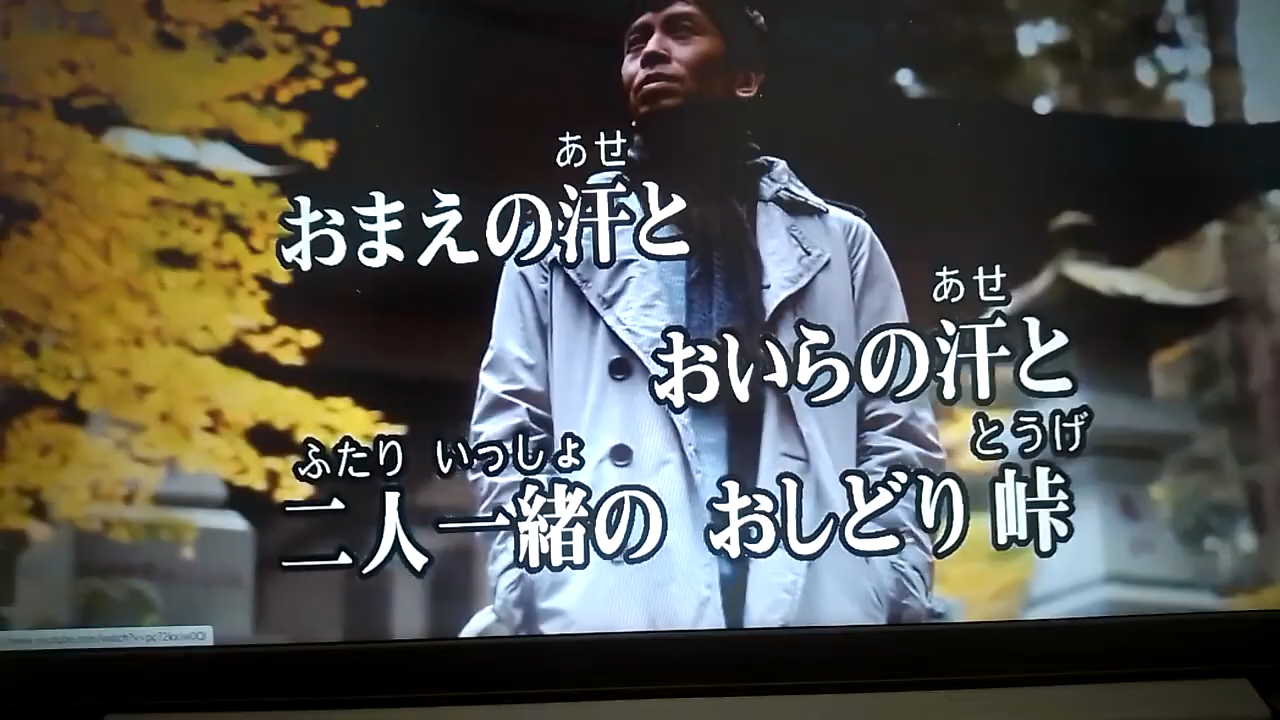 あせ
おまえの汗と
あせ
おいらの汗と
ふたり いっしょ とうげ
二人一緒の おしどり峠